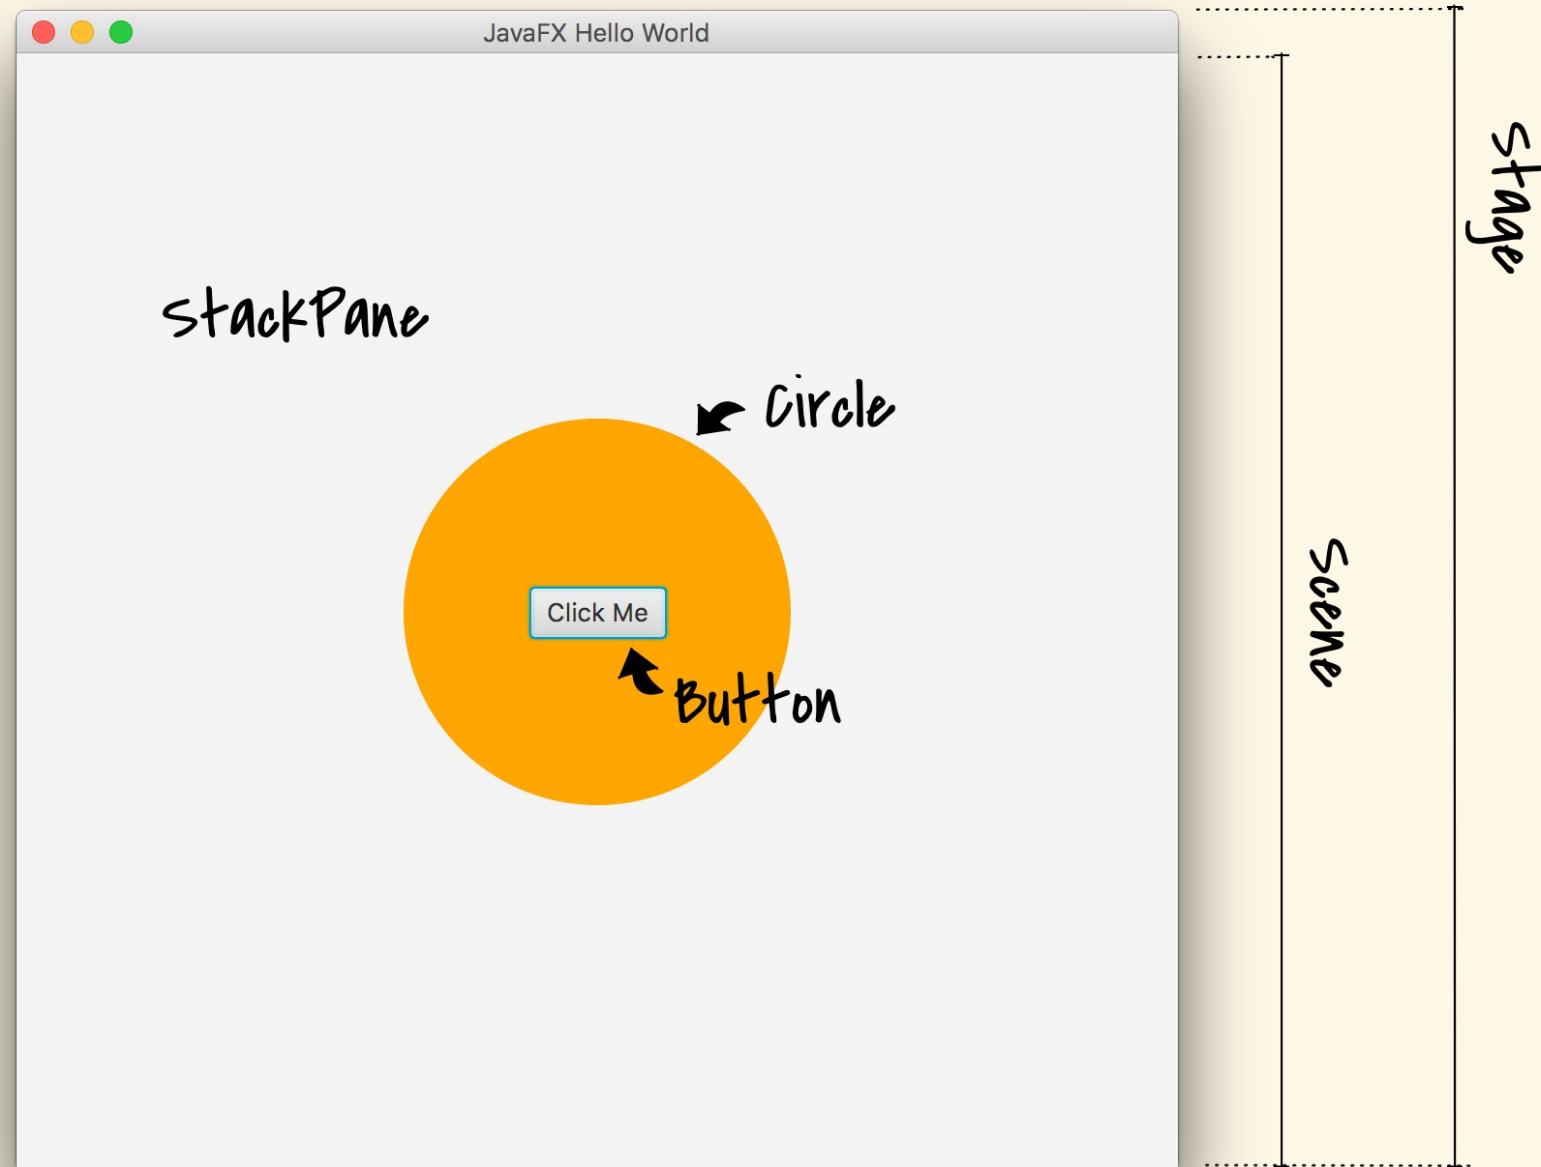 JavaFX Hello World
stage
StackPane
Circle
scene
Click Me
Button